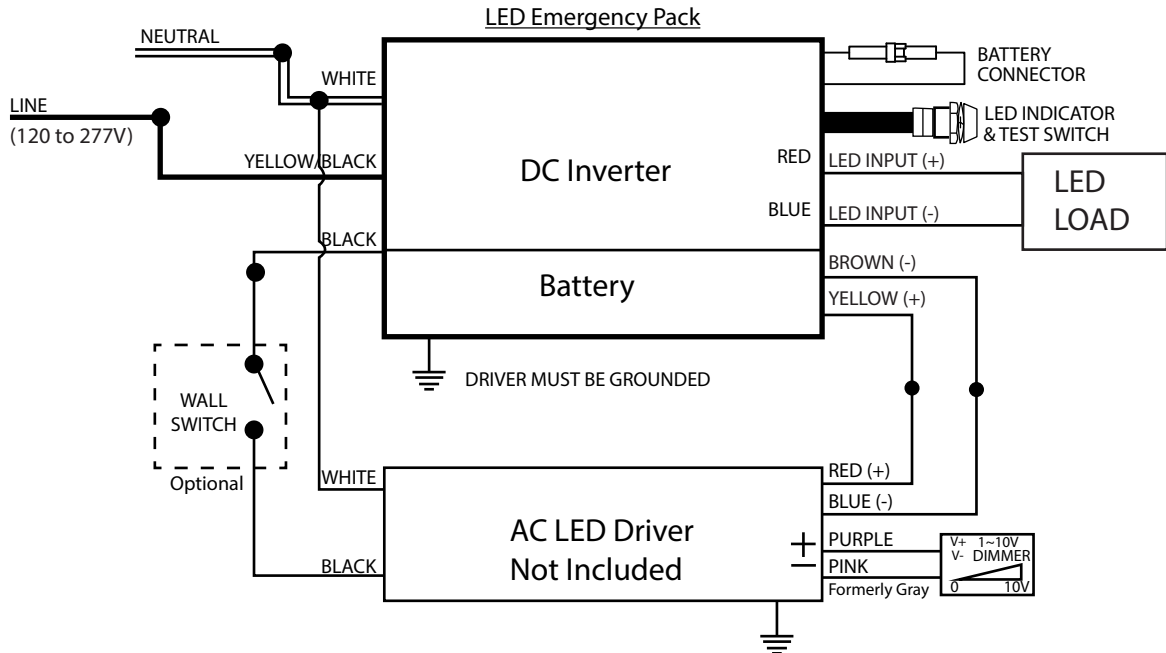 LED Emergency Pack
NEUTRAL
WHITE
LINE
(120 to 277V)
YELLOW/BLACK
BLACK
DC Inverter
Battery
BATTERY
CONNECTOR
LED INDICATOR
& TEST SWITCH
RED
LED INPUT (+)
BLUE
LED INPUT (-)
LED
LOAD
BROWN (-)
YELLOW (+)
DRIVER MUST BE GROUNDED
WALL
SWITCH
Optional
WHITE
BLACK
AC LED Driver
Not Included
RED (+)
BLUE (-)
+ PURPLE
− PINK
Formerly Gray
V+ 1~10V
V- DIMMER
0 10V